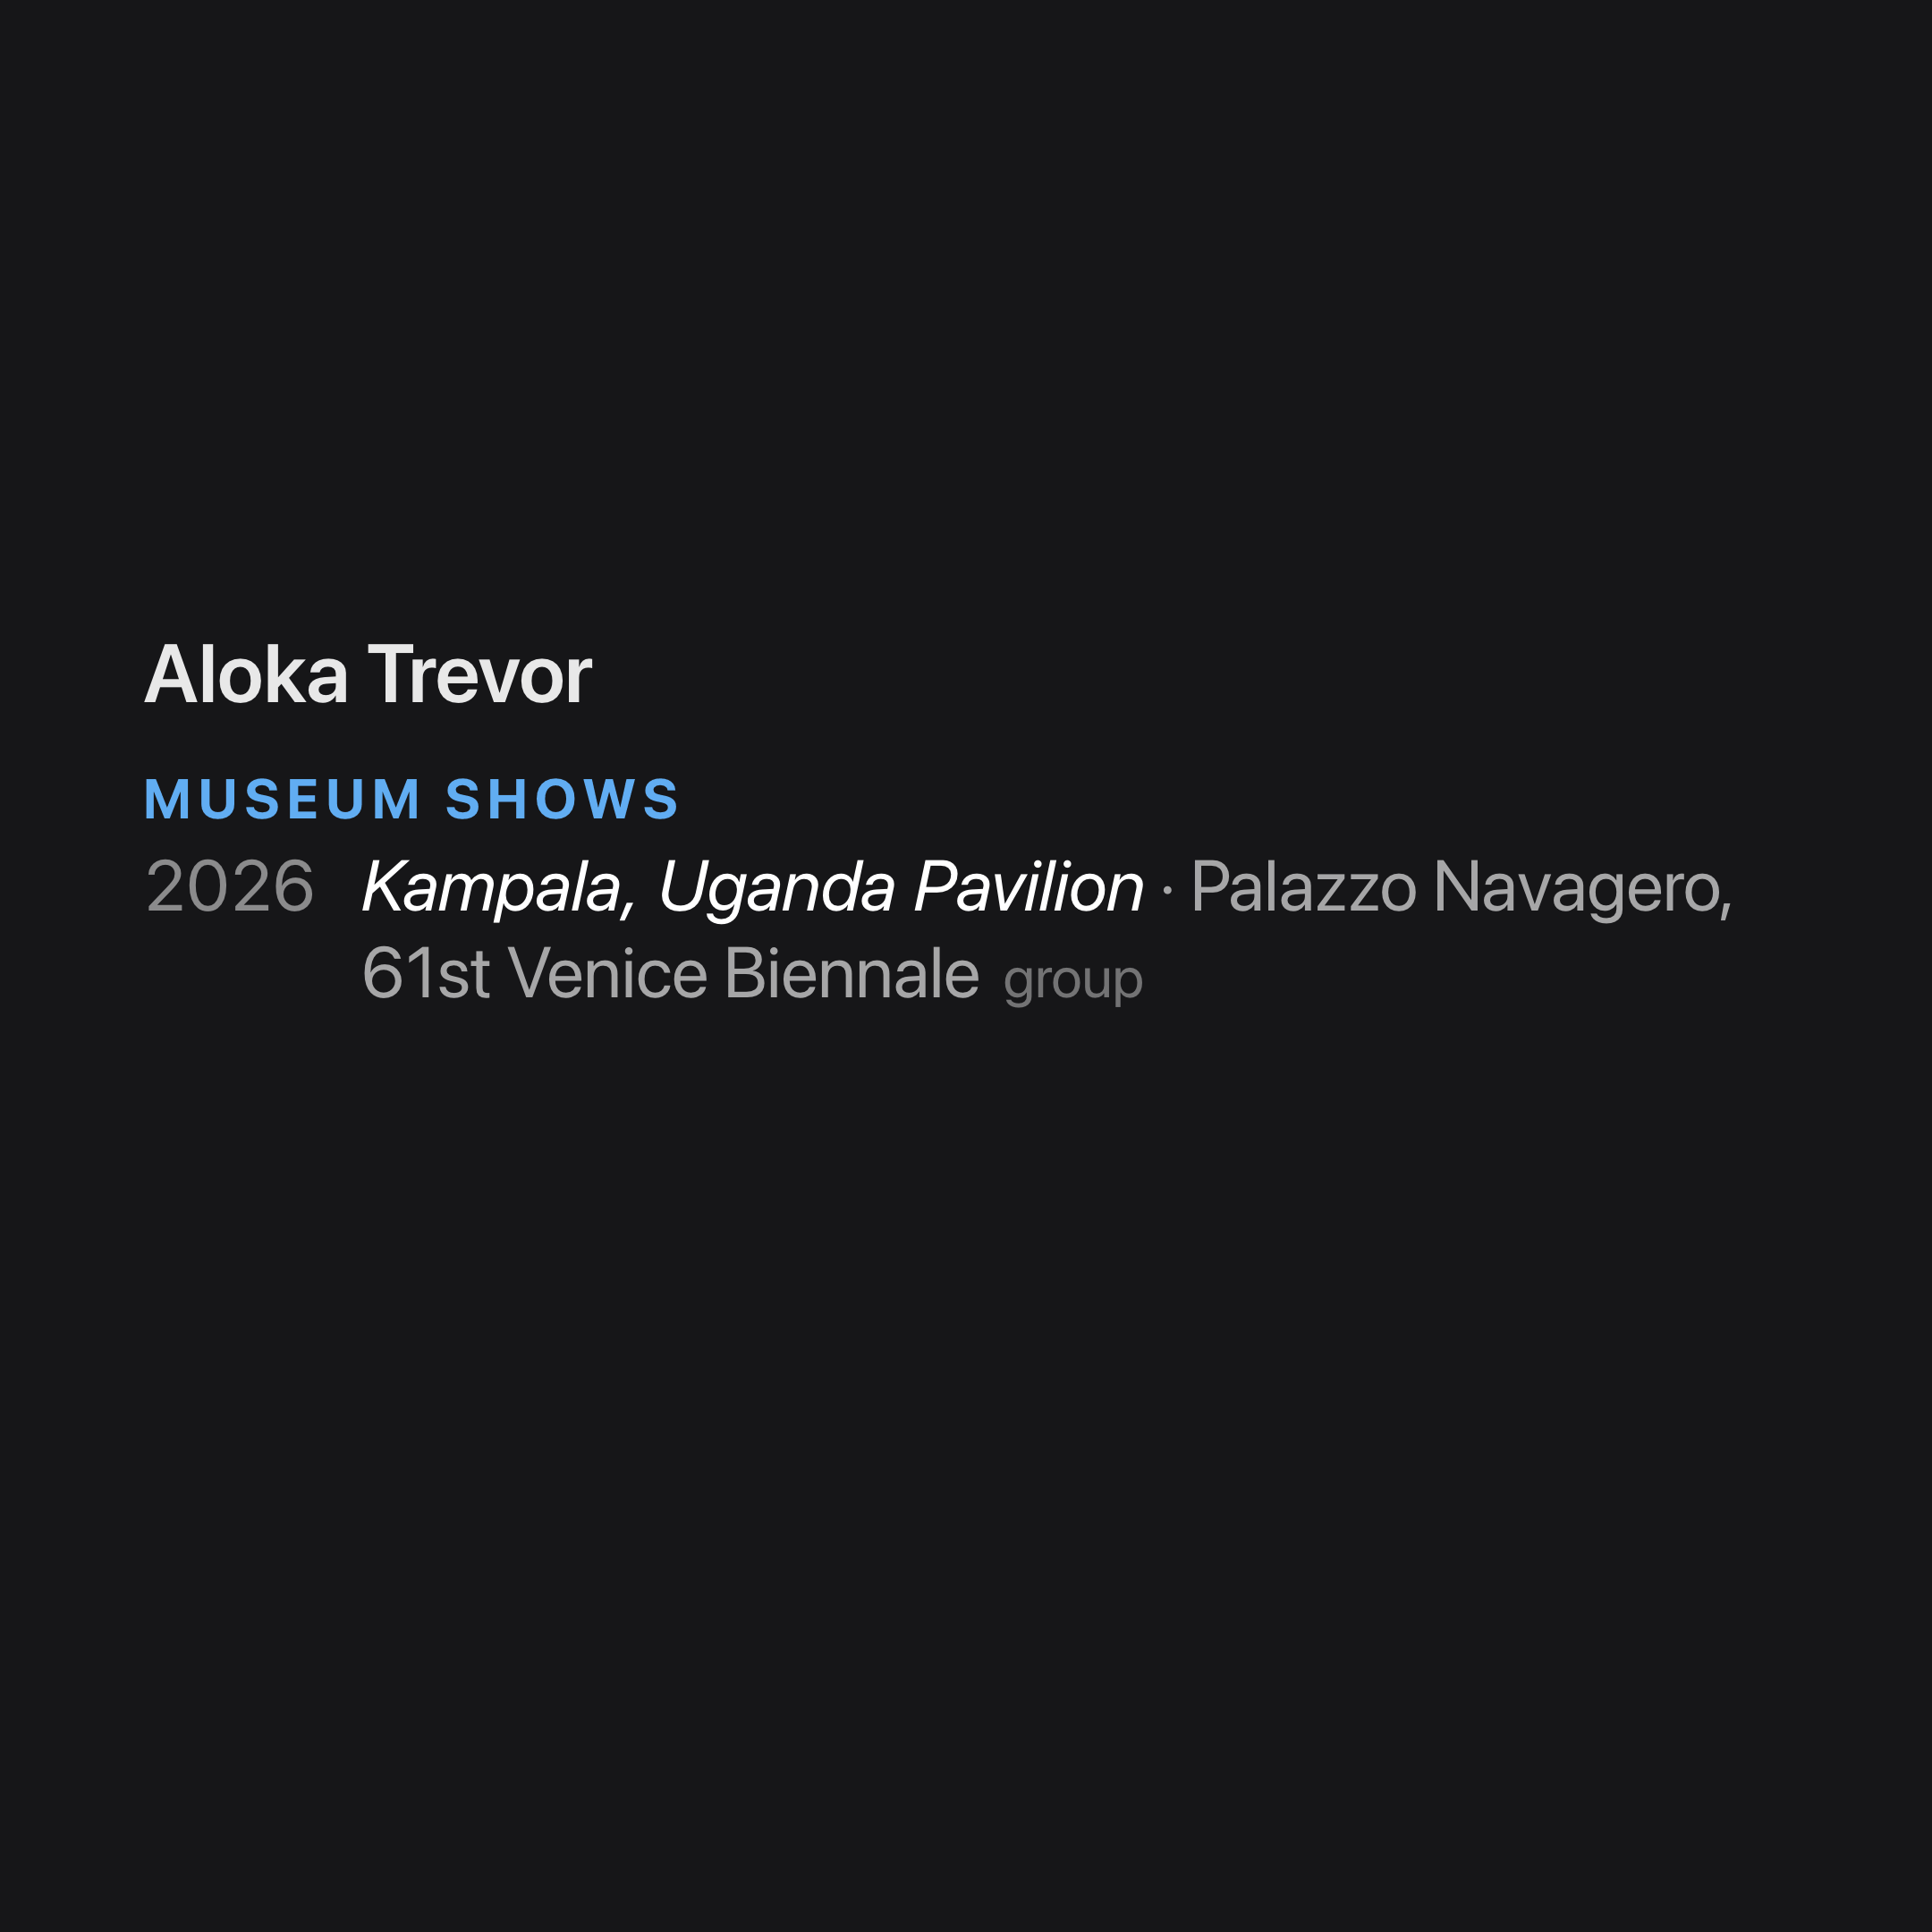 Aloka Trevor
MUSEUM SHOWS
2026 Kampala, Uganda Pavilion · Palazzo Navagero,
61st Venice Biennale group